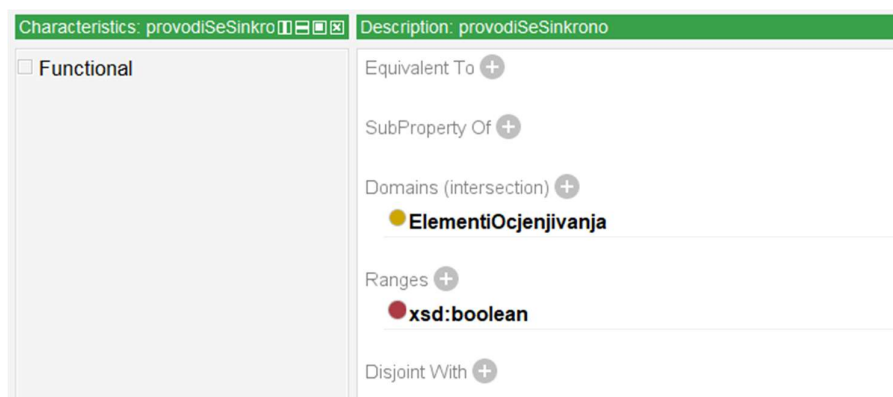 Characteristics: provodiSeSinkro
Functional
Description: provodiSeSinkrono
Equivalent To
SubProperty Of
Domains (intersection)
ElementiOcjenjivanja
Ranges
xsd:boolean
Disjoint With